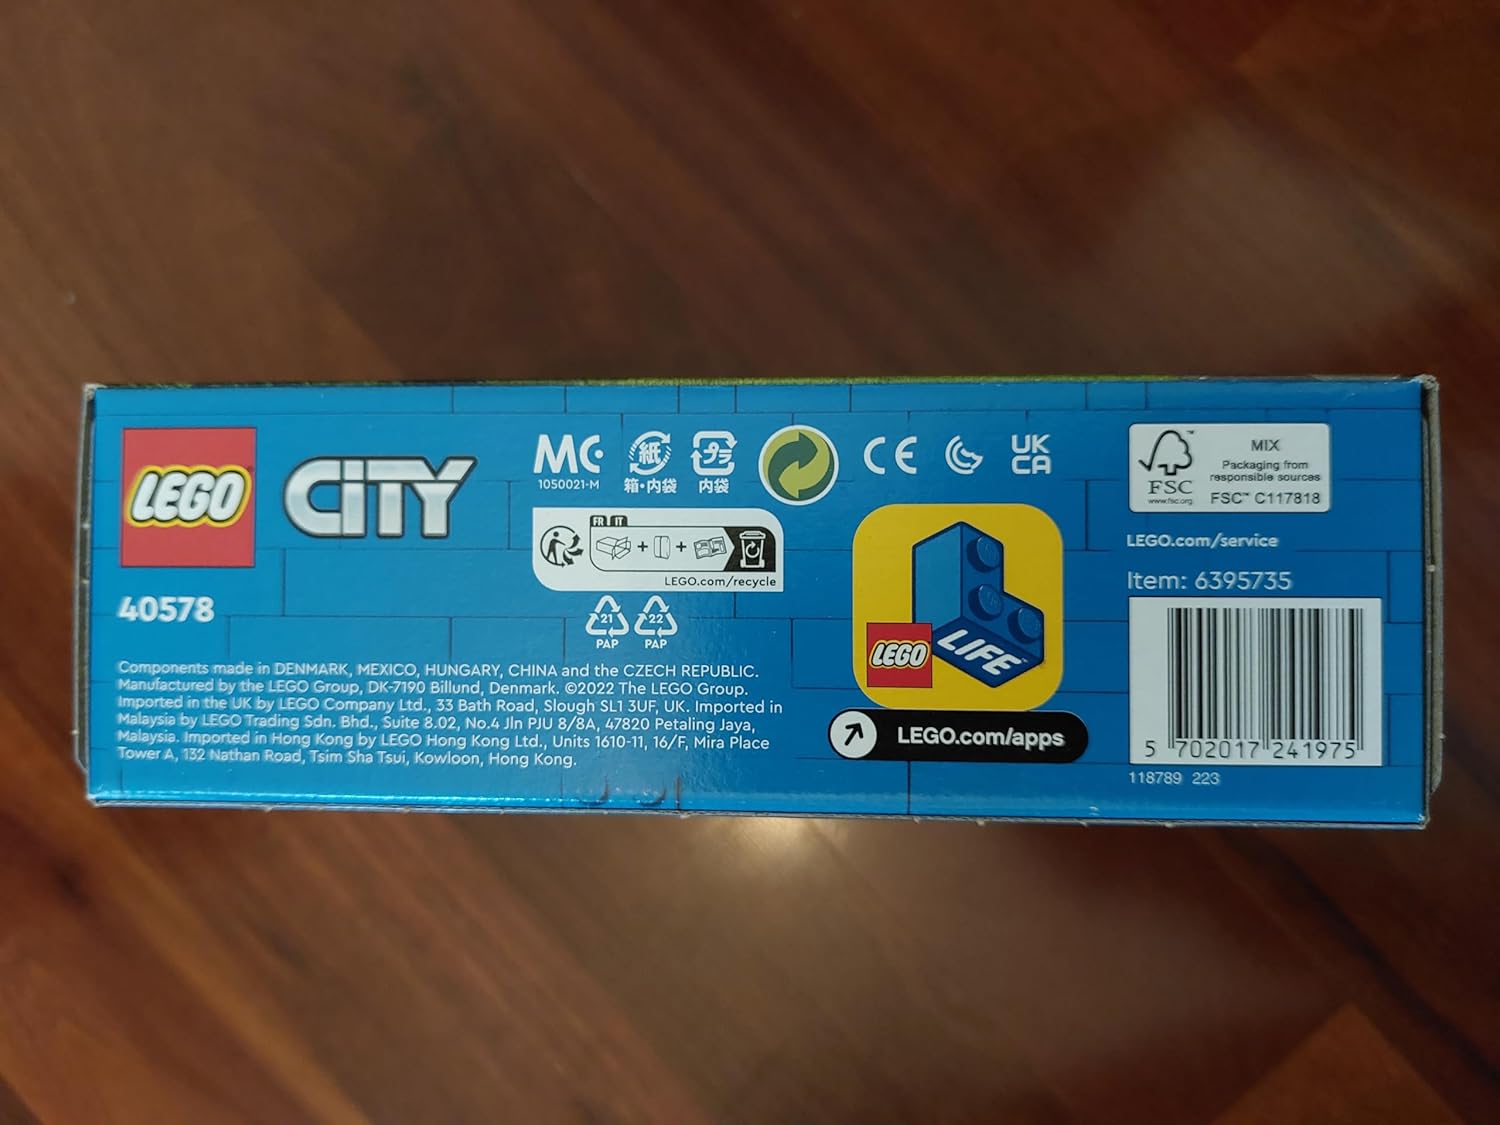 LEGO
CITY
40578
Components made in DENMARK, MEXICO, HUNGARY, CHINA and the CZECH REPUBLIC.
Manufactured by the LEGO Group, DK-7190 Billund, Denmark. ©2022 The LEGO Group.
Imported in the UK by LEGO Company Ltd., 33 Bath Road, Slough SL1 3UF, UK. Imported in
Malaysia by LEGO Trading Sdn. Bhd., Suite 8.02, No.4 Jln PJU 8/8A, 47820 Petaling Jaya,
Malaysia. Imported in Hong Kong by LEGO Hong Kong Ltd., Units 1610-11, 16/F, Mira Place
Tower A, 132 Nathan Road, Tsim Sha Tsui, Kowloon, Hong Kong.
MC
1050021-M
紙
箱・内袋
プラ
内袋
CE
UK
CA
FR IT
+ +
LEGO.com/recycle
21
PAP
22
PAP
LEGO
LIFE™
LEGO.com/apps
FSC
www.fsc.org
MIX
Packaging from
responsible sources
FSC™ C117818
LEGO.com/service
Item: 6395735
5 702017 241975
118789 223